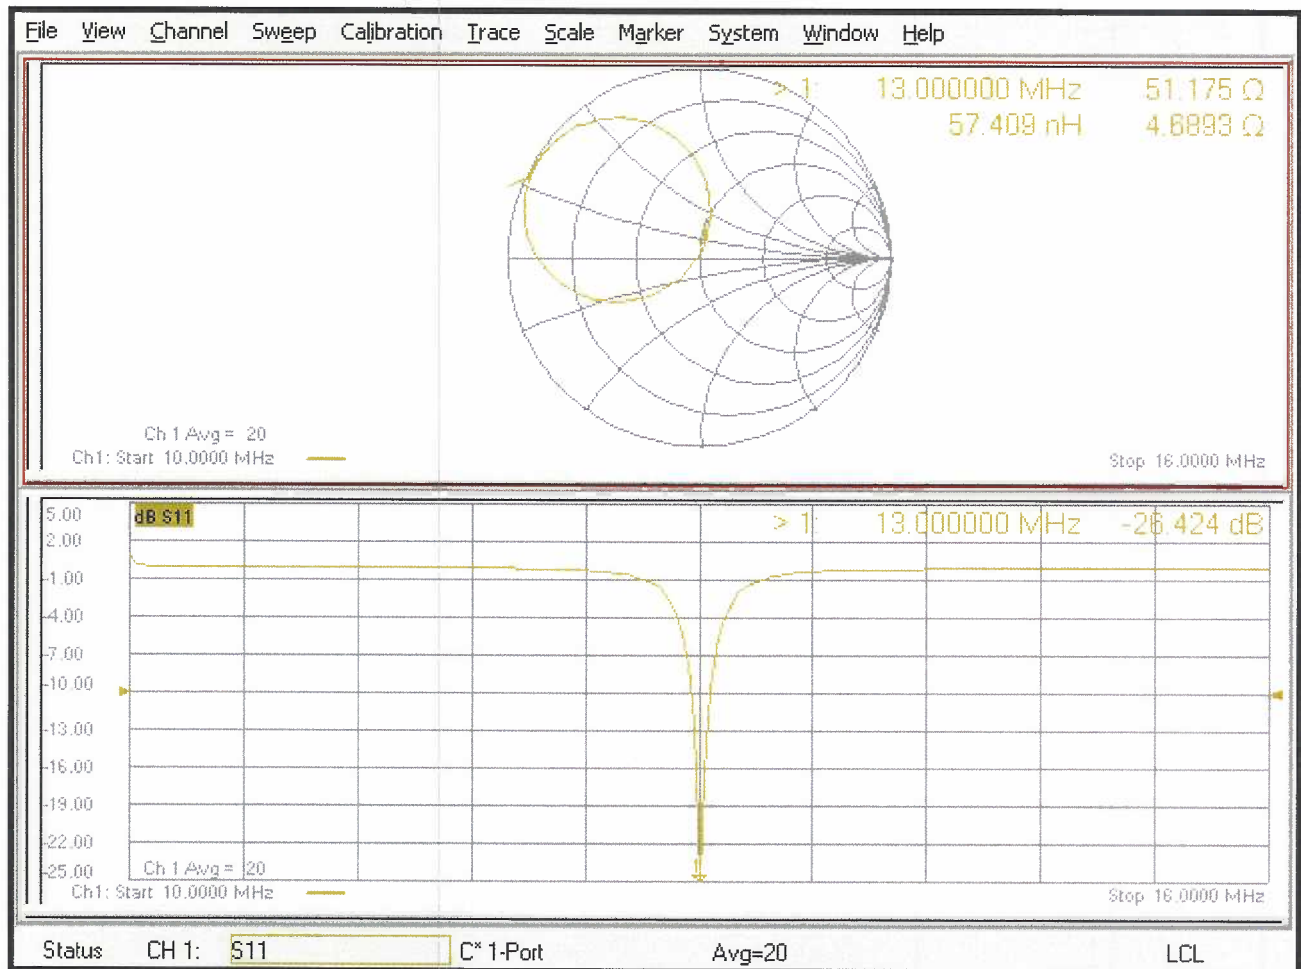 File View Channel Sweep Calibration Trace Scale Marker System Window Help
> 1: 13.000000 MHz 51.175 Ω
57.409 nH 4.6893 Ω
Ch 1 Avg = 20
Ch1: Start 10.0000 MHz
Stop 16.0000 MHz
5.00
dB S11
> 1: 13.000000 MHz -26.424 dB
2.00
-1.00
-4.00
-7.00
-10.00
-13.00
-16.00
-19.00
-22.00
-25.00
1
Ch 1 Avg = 20
Ch1: Start 10.0000 MHz
Stop 16.0000 MHz
Status CH 1: S11 C* 1-Port Avg=20 LCL